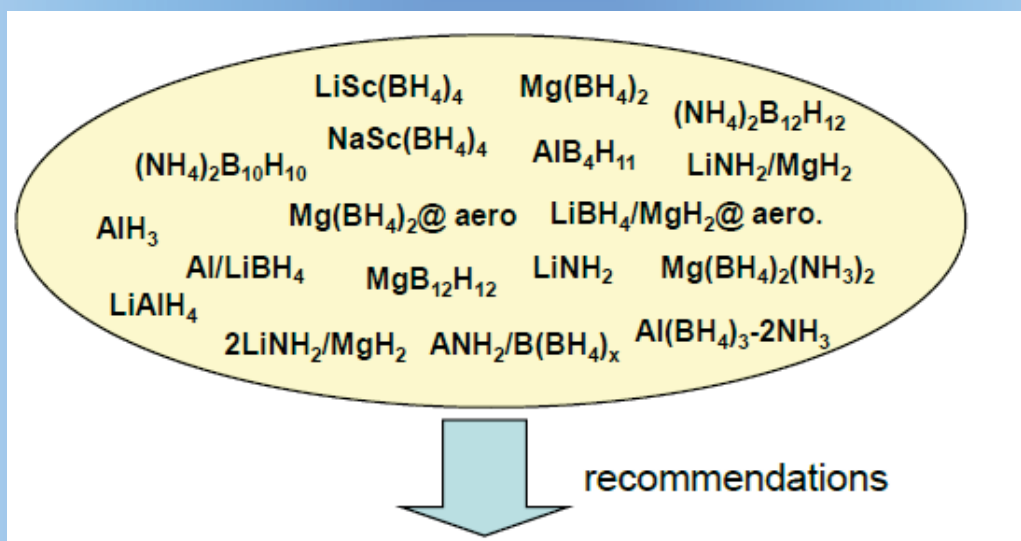 LiSc(BH₄)₄ Mg(BH₄)₂
(NH₄)₂B₁₂H₁₂
NaSc(BH₄)₄ AlB₄H₁₁
(NH₄)₂B₁₀H₁₀ LiNH₂/MgH₂
AlH₃ Mg(BH₄)₂@ aero LiBH₄/MgH₂@ aero.
Al/LiBH₄ MgB₁₂H₁₂ LiNH₂ Mg(BH₄)₂(NH₃)₂
LiAlH₄
2LiNH₂/MgH₂ ANH₂/B(BH₄)ₓ Al(BH₄)₃-2NH₃
recommendations